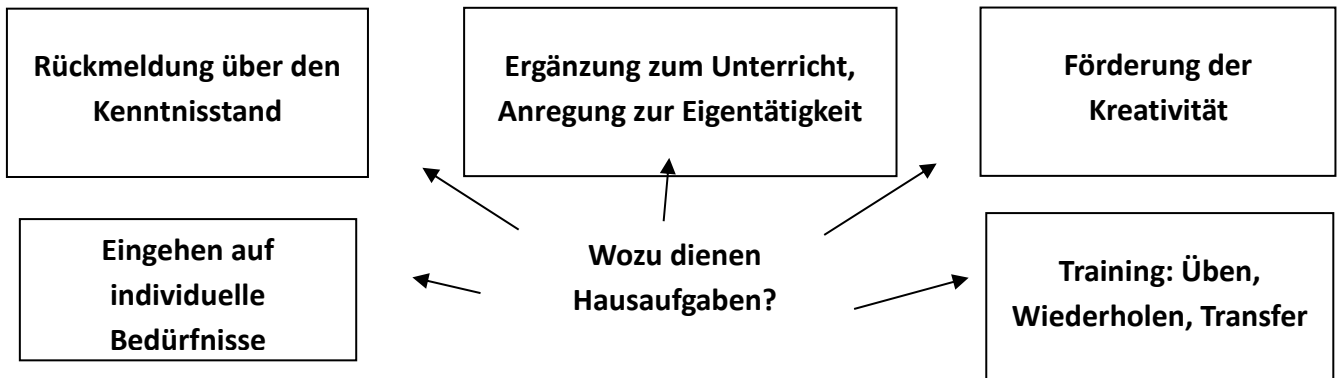 Rückmeldung über den
Kenntnisstand
Ergänzung zum Unterricht,
Anregung zur Eigentätigkeit
Förderung der
Kreativität
Eingehen auf
individuelle
Bedürfnisse
Wozu dienen
Hausaufgaben?
Training: Üben,
Wiederholen, Transfer